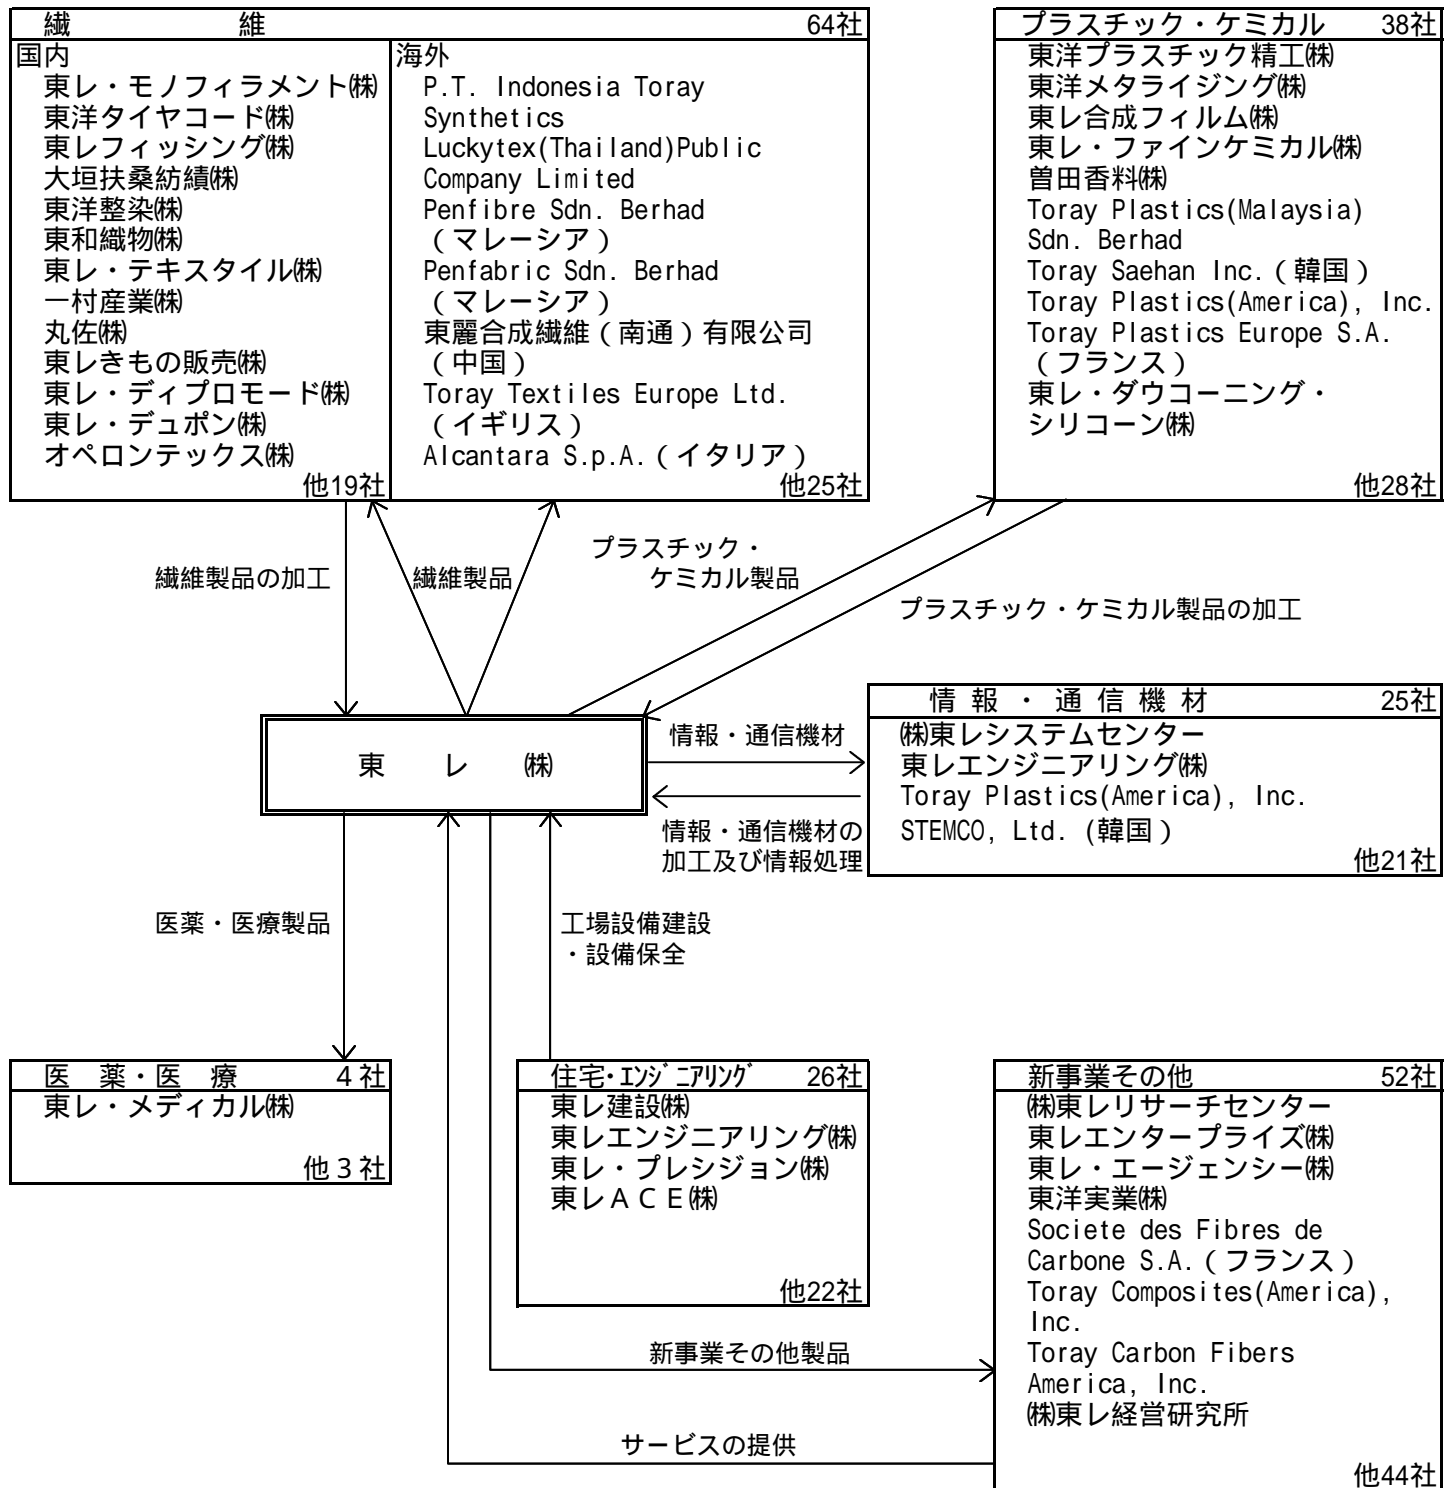 繊 維 64社
国内
東レ・モノフィラメント㈱
東洋タイヤコード㈱
東レフィッシング㈱
大垣扶桑紡績㈱
東洋整染㈱
東和織物㈱
東レ・テキスタイル㈱
一村産業㈱
丸佐㈱
東レきもの販売㈱
東レ・ディプロモード㈱
東レ・デュポン㈱
オペロンテックス㈱
他19社
海外
P.T. Indonesia Toray
Synthetics
Luckytex(Thailand)Public
Company Limited
Penfibre Sdn. Berhad
（マレーシア）
Penfabric Sdn. Berhad
（マレーシア）
東麗合成繊維（南通）有限公司
（中国）
Toray Textiles Europe Ltd.
（イギリス）
Alcantara S.p.A.（イタリア）
他25社
プラスチック・ケミカル 38社
東洋プラスチック精工㈱
東洋メタライジング㈱
東レ合成フィルム㈱
東レ・ファインケミカル㈱
曽田香料㈱
Toray Plastics(Malaysia)
Sdn. Berhad
Toray Saehan Inc.（韓国）
Toray Plastics(America), Inc.
Toray Plastics Europe S.A.
（フランス）
東レ・ダウコーニング・
シリコーン㈱
他28社
繊維製品の加工
繊維製品
プラスチック・
ケミカル製品
プラスチック・ケミカル製品の加工
東 レ ㈱
情報・通信機材
情報・通信機材の
加工及び情報処理
情 報 ・ 通 信 機 材 25社
㈱東レシステムセンター
東レエンジニアリング㈱
Toray Plastics(America), Inc.
STEMCO, Ltd. (韓国）
他21社
医薬・医療製品
工場設備建設
・設備保全
医 薬・医 療 ４社
東レ・メディカル㈱
他３社
住宅・ｴﾝｼﾞﾆｱﾘﾝｸﾞ 26社
東レ建設㈱
東レエンジニアリング㈱
東レ・プレシジョン㈱
東レＡＣＥ㈱
他22社
新事業その他 52社
㈱東レリサーチセンター
東レエンタープライズ㈱
東レ・エージェンシー㈱
東洋実業㈱
Societe des Fibres de
Carbone S.A.（フランス）
Toray Composites(America),
Inc.
Toray Carbon Fibers
America, Inc.
㈱東レ経営研究所
他44社
新事業その他製品
サービスの提供